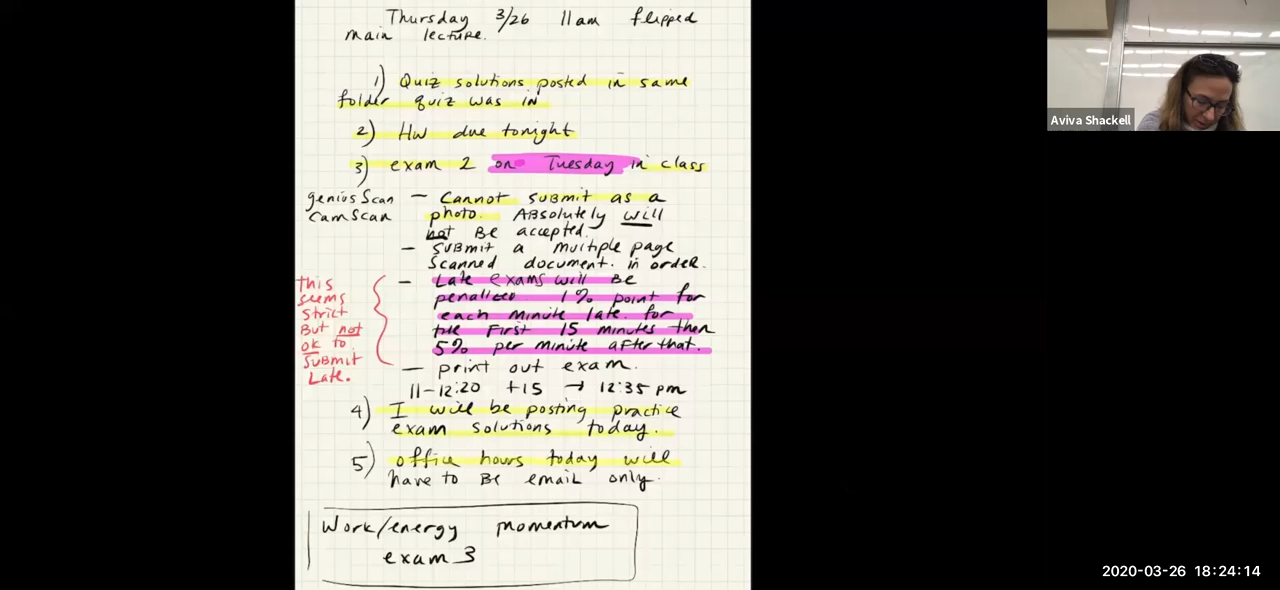 Thursday 3/26 11am flipped
main lecture.
1) Quiz solutions posted in same
folder quiz was in
2) HW due tonight
3) exam 2 on Tuesday in class
genius Scan
CamScan
- Cannot submit as a
photo. Absolutely will
not Be accepted.
- Submit a multiple page
Scanned document. in order.
- Late exams will Be
penalized 1% point for
each minute late for
the First 15 minutes then
5% per minute after that.
this
seems
strict
But not
ok to
Submit
Late.
- print out exam.
11-12:20 +15 → 12:35 pm
4) I will be posting practice
exam solutions today.
5) office hours today will
have to Be email only.
Work/energy momentum
exam 3
Aviva Shackell
2020-03-26 18:24:14